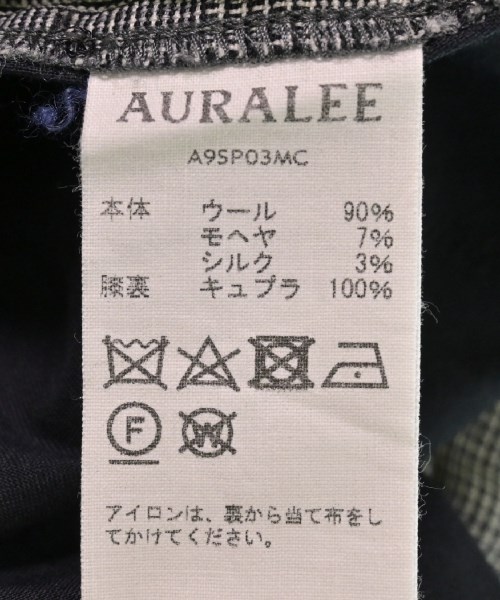 AURALEE
A9SP03MC
本体 ウール 90%
モヘヤ 7%
シルク 3%
膝裏 キュプラ 100%
F W
アイロンは、裏から当て布をし
てかけてください。